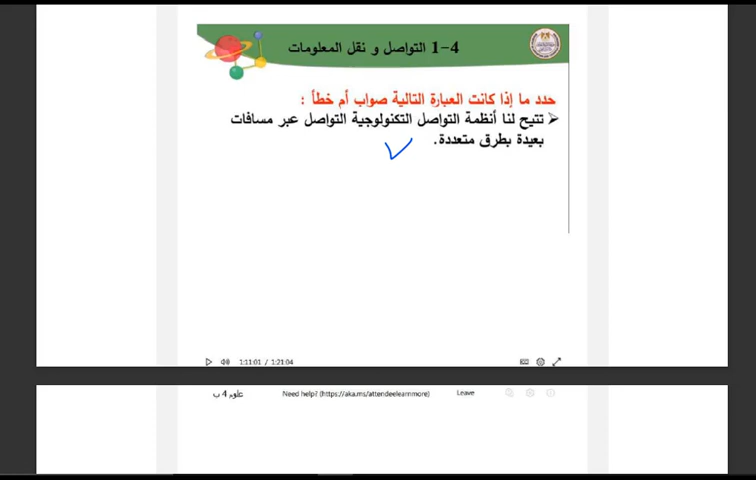 1-4 التواصل و نقل المعلومات
حدد ما إذا كانت العبارة التالية صواب أم خطأ :
تتيح لنا أنظمة التواصل التكنولوجية التواصل عبر مسافات
بعيدة بطرق متعددة.
1:11:01 / 1:21:04
علوم 4 ب
Need help? (https://aka.ms/attendeelearnmore)
Leave